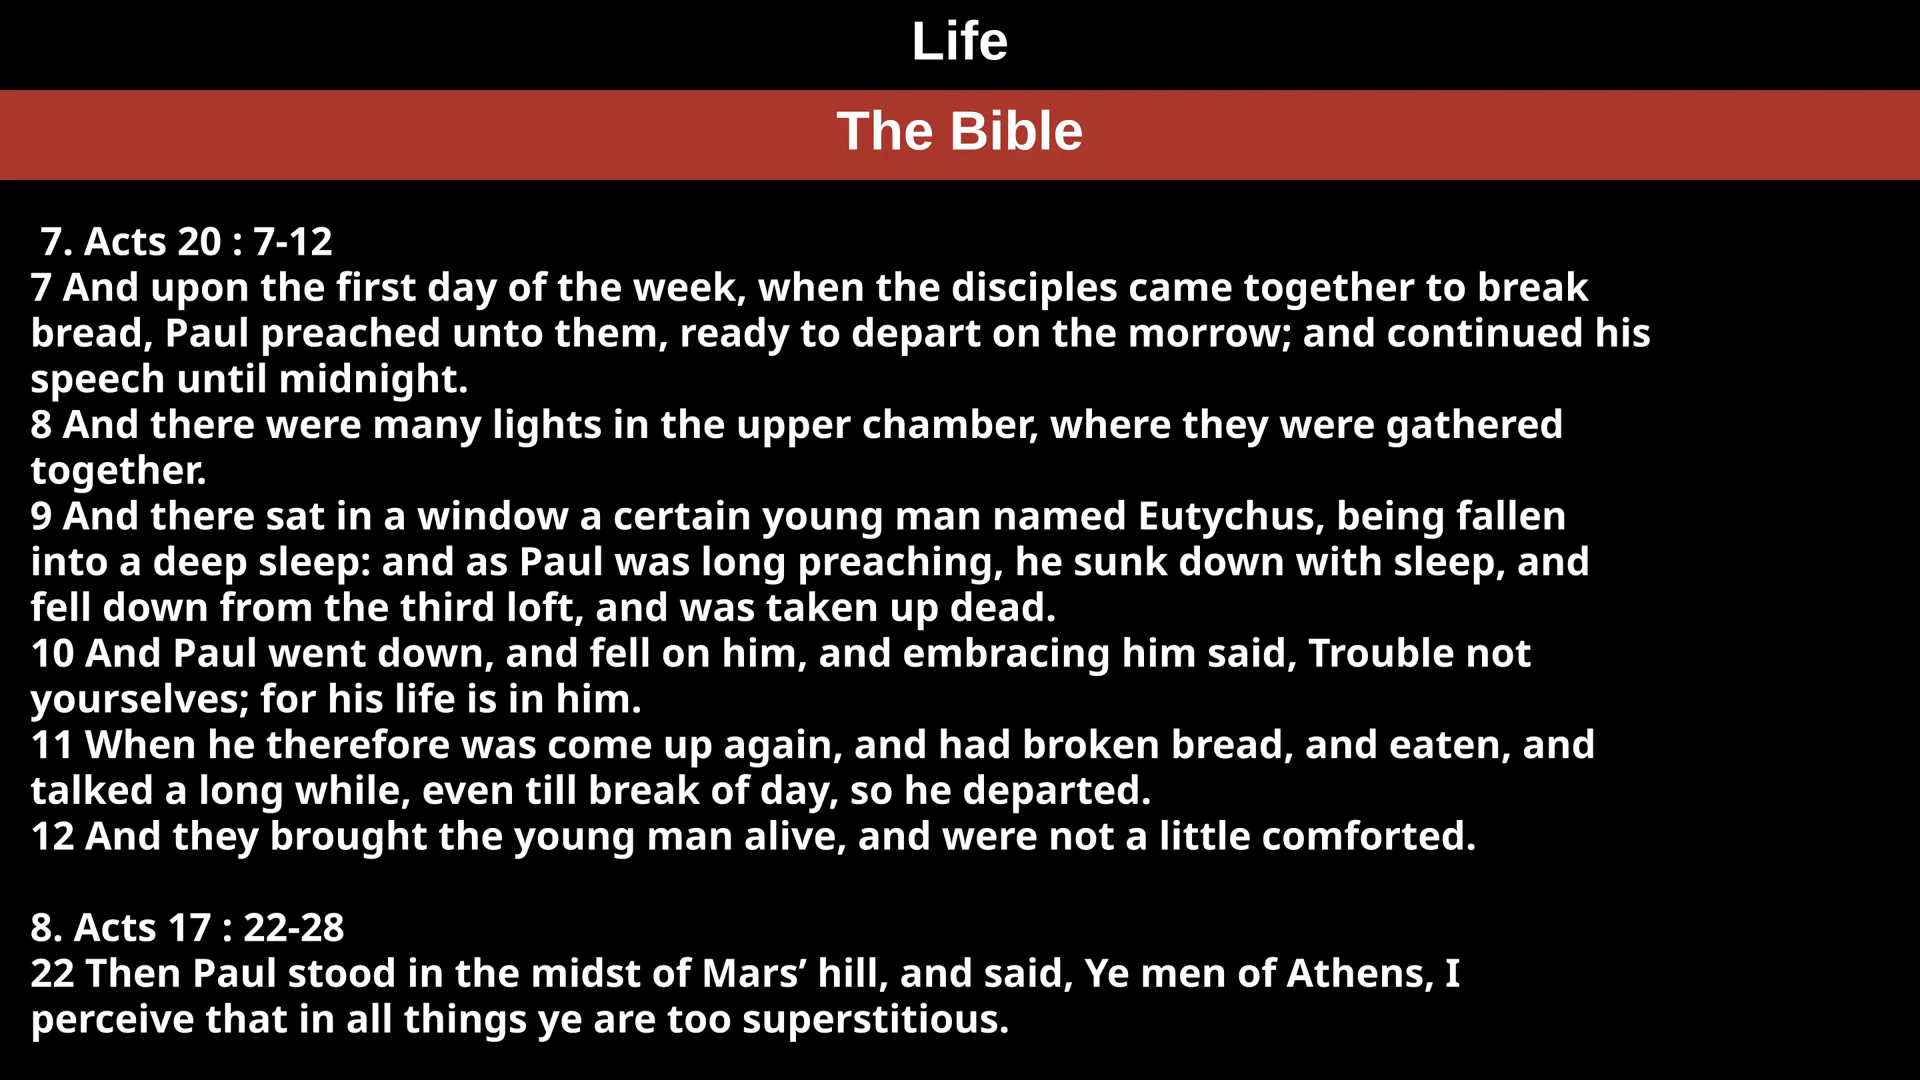 Life
The Bible
7. Acts 20 : 7-12
7 And upon the first day of the week, when the disciples came together to break
bread, Paul preached unto them, ready to depart on the morrow; and continued his
speech until midnight.
8 And there were many lights in the upper chamber, where they were gathered
together.
9 And there sat in a window a certain young man named Eutychus, being fallen
into a deep sleep: and as Paul was long preaching, he sunk down with sleep, and
fell down from the third loft, and was taken up dead.
10 And Paul went down, and fell on him, and embracing him said, Trouble not
yourselves; for his life is in him.
11 When he therefore was come up again, and had broken bread, and eaten, and
talked a long while, even till break of day, so he departed.
12 And they brought the young man alive, and were not a little comforted.
8. Acts 17 : 22-28
22 Then Paul stood in the midst of Mars’ hill, and said, Ye men of Athens, I
perceive that in all things ye are too superstitious.